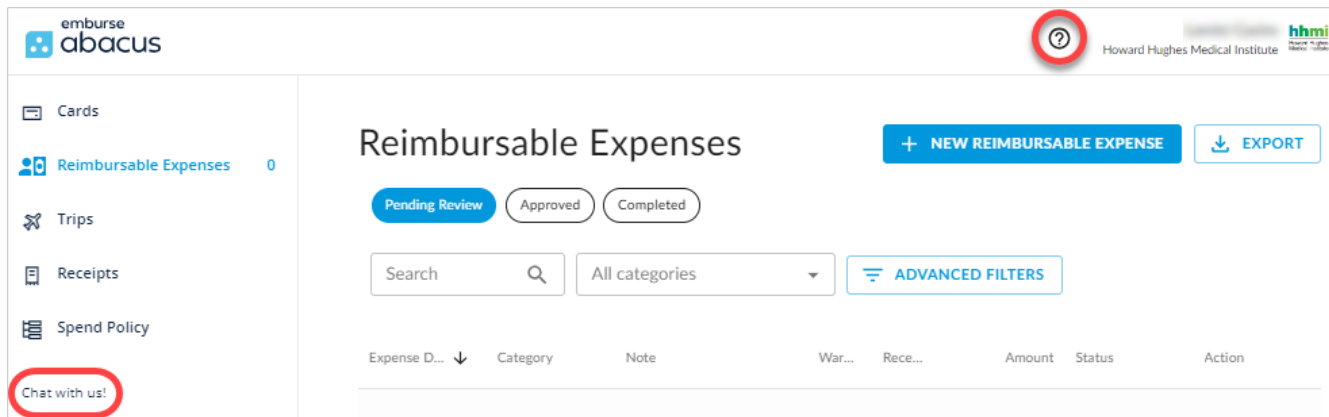 emburse
abacus
Howard Hughes Medical Institute
hhmi
Cards
Reimbursable Expenses 0
Trips
Receipts
Spend Policy
Chat with us!
Reimbursable Expenses
+ NEW REIMBURSABLE EXPENSE
EXPORT
Pending Review
Approved
Completed
Search
All categories
ADVANCED FILTERS
Expense D... Category Note War... Rece... Amount Status Action